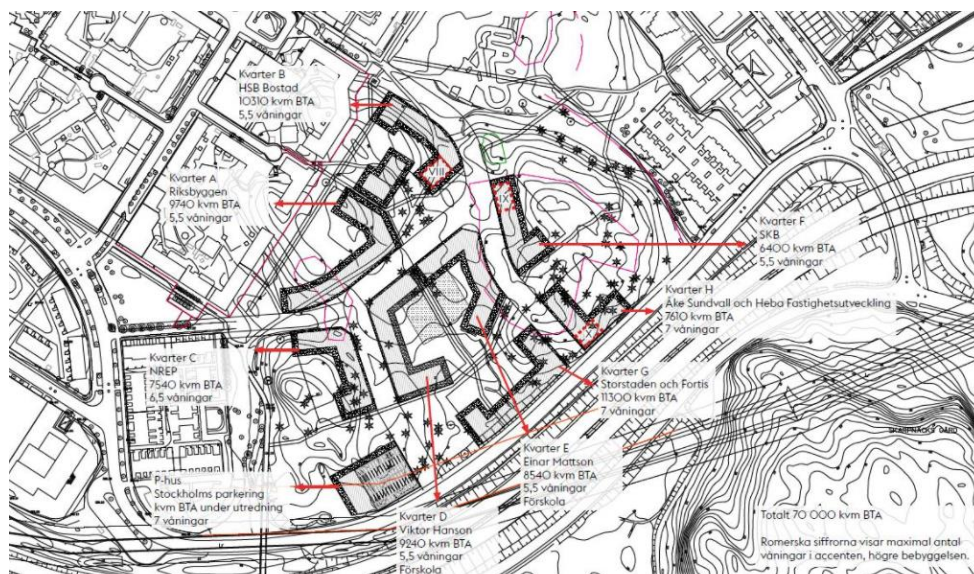 Kvarter B
HSB Bostad
10310 kvm BTA
5,5 våningar
VIII
Kvarter A
Riksbyggen
9740 kvm BTA
5,5 våningar
X
Kvarter F
SKB
6400 kvm BTA
5,5 våningar
Kvarter H
Åke Sundvall och Heba Fastighetsutveckling
7610 kvm BTA
7 våningar
Kvarter C
NREP
7540 kvm BTA
6,5 våningar
Kvarter G
Storstaden och Fortis
11300 kvm BTA
7 våningar
SKARPNÄCKS GÅRD
Kvarter E
Einar Mattson
8540 kvm BTA
5,5 våningar
Förskola
P-hus
Stockholms parkering
kvm BTA under utredning
7 våningar
Kvarter D
Viktor Hanson
9240 kvm BTA
5,5 våningar
Förskola
Totalt 70 000 kvm BTA
Romerska siffrorna visar maximal antal
våningar i accenten, högre bebyggelsen.